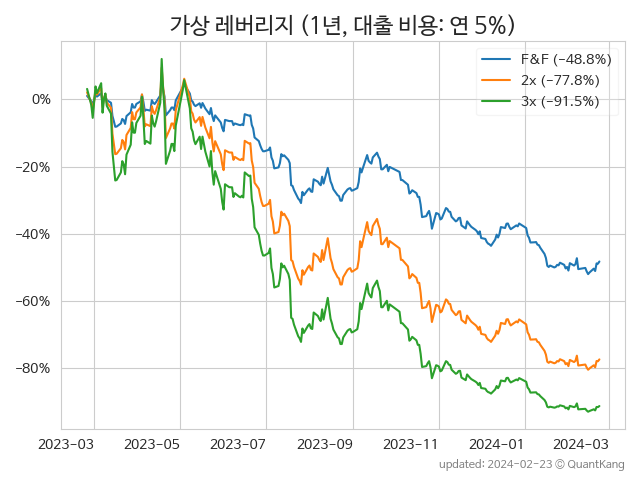 가상 레버리지 (1년, 대출 비용: 연 5%)
F&F (−48.8%)
2x (−77.8%)
3x (−91.5%)
0%
−20%
−40%
−60%
−80%
2023-03 2023-05 2023-07 2023-09 2023-11 2024-01 2024-03
updated: 2024-02-23 © QuantKang